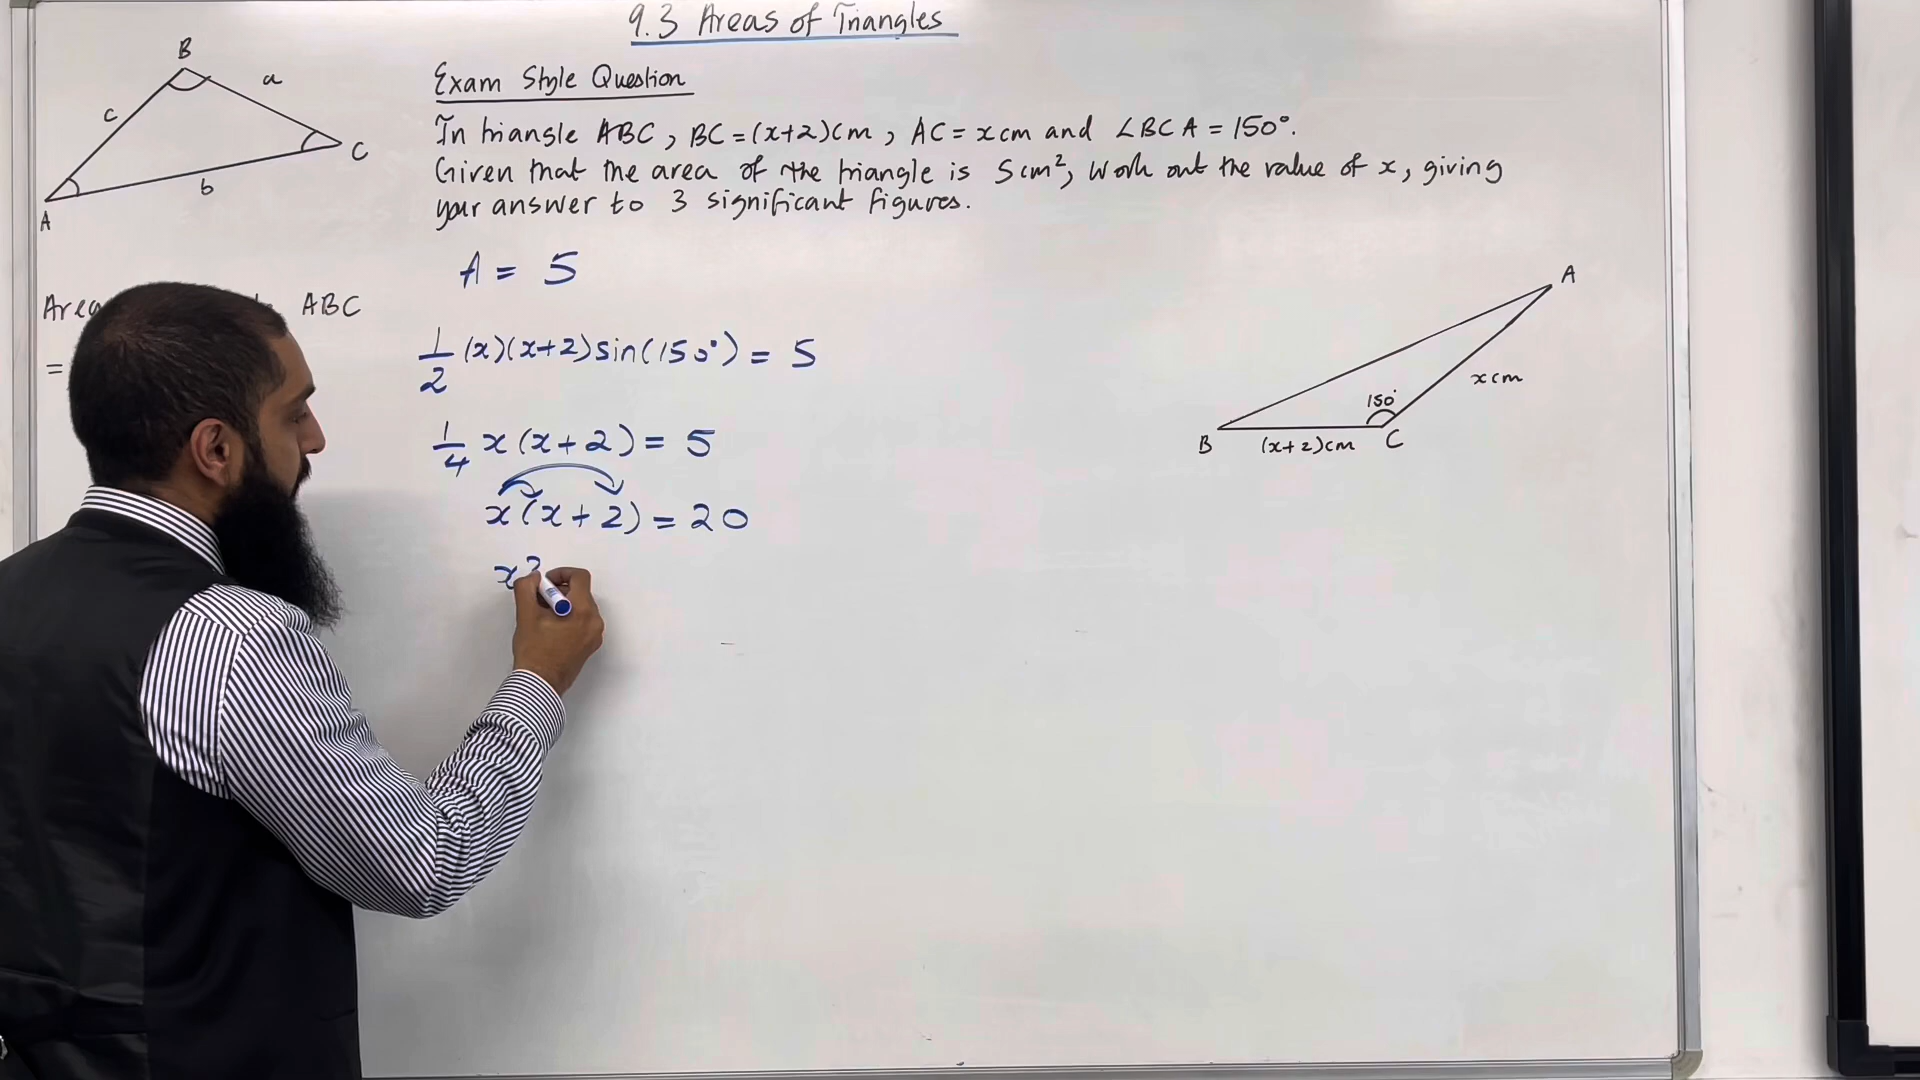 9.3 Areas of Triangles
B
a
c
C
b
A
Exam Style Question
In triangle ABC, BC = (x+2)cm, AC = x cm and ∠BCA = 150°.
Given that the area of the triangle is 5cm², work out the value of x, giving
your answer to 3 significant figures.
Area ABC
=
A = 5
1/2 (x)(x+2)sin(150°) = 5
1/4 x(x+2) = 5
x(x+2) = 20
x²
A
x cm
150°
B
(x+2)cm
C